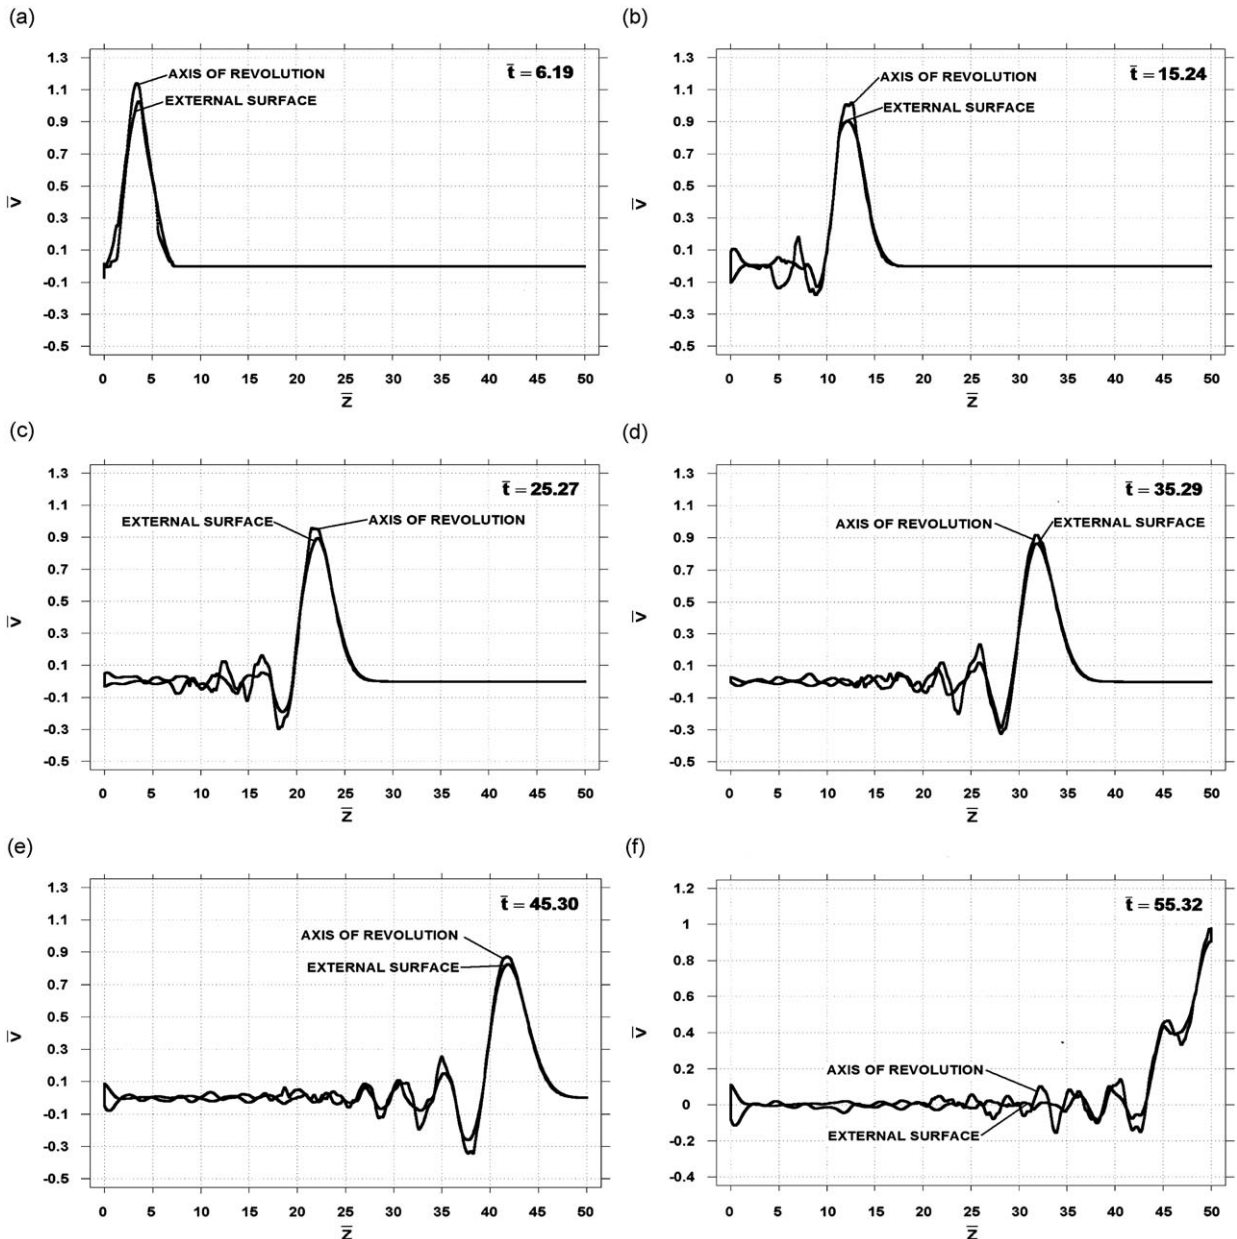 (a)
1.3
1.1
0.9
0.7
0.5
0.3
0.1
-0.1
-0.3
-0.5
v̄
AXIS OF REVOLUTION
EXTERNAL SURFACE
t̄ = 6.19
0 5 10 15 20 25 30 35 40 45 50
z̄
(b)
1.3
1.1
0.9
0.7
0.5
0.3
0.1
-0.1
-0.3
-0.5
v̄
AXIS OF REVOLUTION
EXTERNAL SURFACE
t̄ = 15.24
0 5 10 15 20 25 30 35 40 45 50
z̄
(c)
1.3
1.1
0.9
0.7
0.5
0.3
0.1
-0.1
-0.3
-0.5
v̄
t̄ = 25.27
EXTERNAL SURFACE
AXIS OF REVOLUTION
0 5 10 15 20 25 30 35 40 45 50
z̄
(d)
1.3
1.1
0.9
0.7
0.5
0.3
0.1
-0.1
-0.3
-0.5
v̄
t̄ = 35.29
AXIS OF REVOLUTION
EXTERNAL SURFACE
0 5 10 15 20 25 30 35 40 45 50
z̄
(e)
1.3
1.1
0.9
0.7
0.5
0.3
0.1
-0.1
-0.3
-0.5
v̄
t̄ = 45.30
AXIS OF REVOLUTION
EXTERNAL SURFACE
0 5 10 15 20 25 30 35 40 45 50
z̄
(f)
1.2
1
0.8
0.6
0.4
0.2
0
-0.2
-0.4
v̄
t̄ = 55.32
AXIS OF REVOLUTION
EXTERNAL SURFACE
0 5 10 15 20 25 30 35 40 45 50
z̄